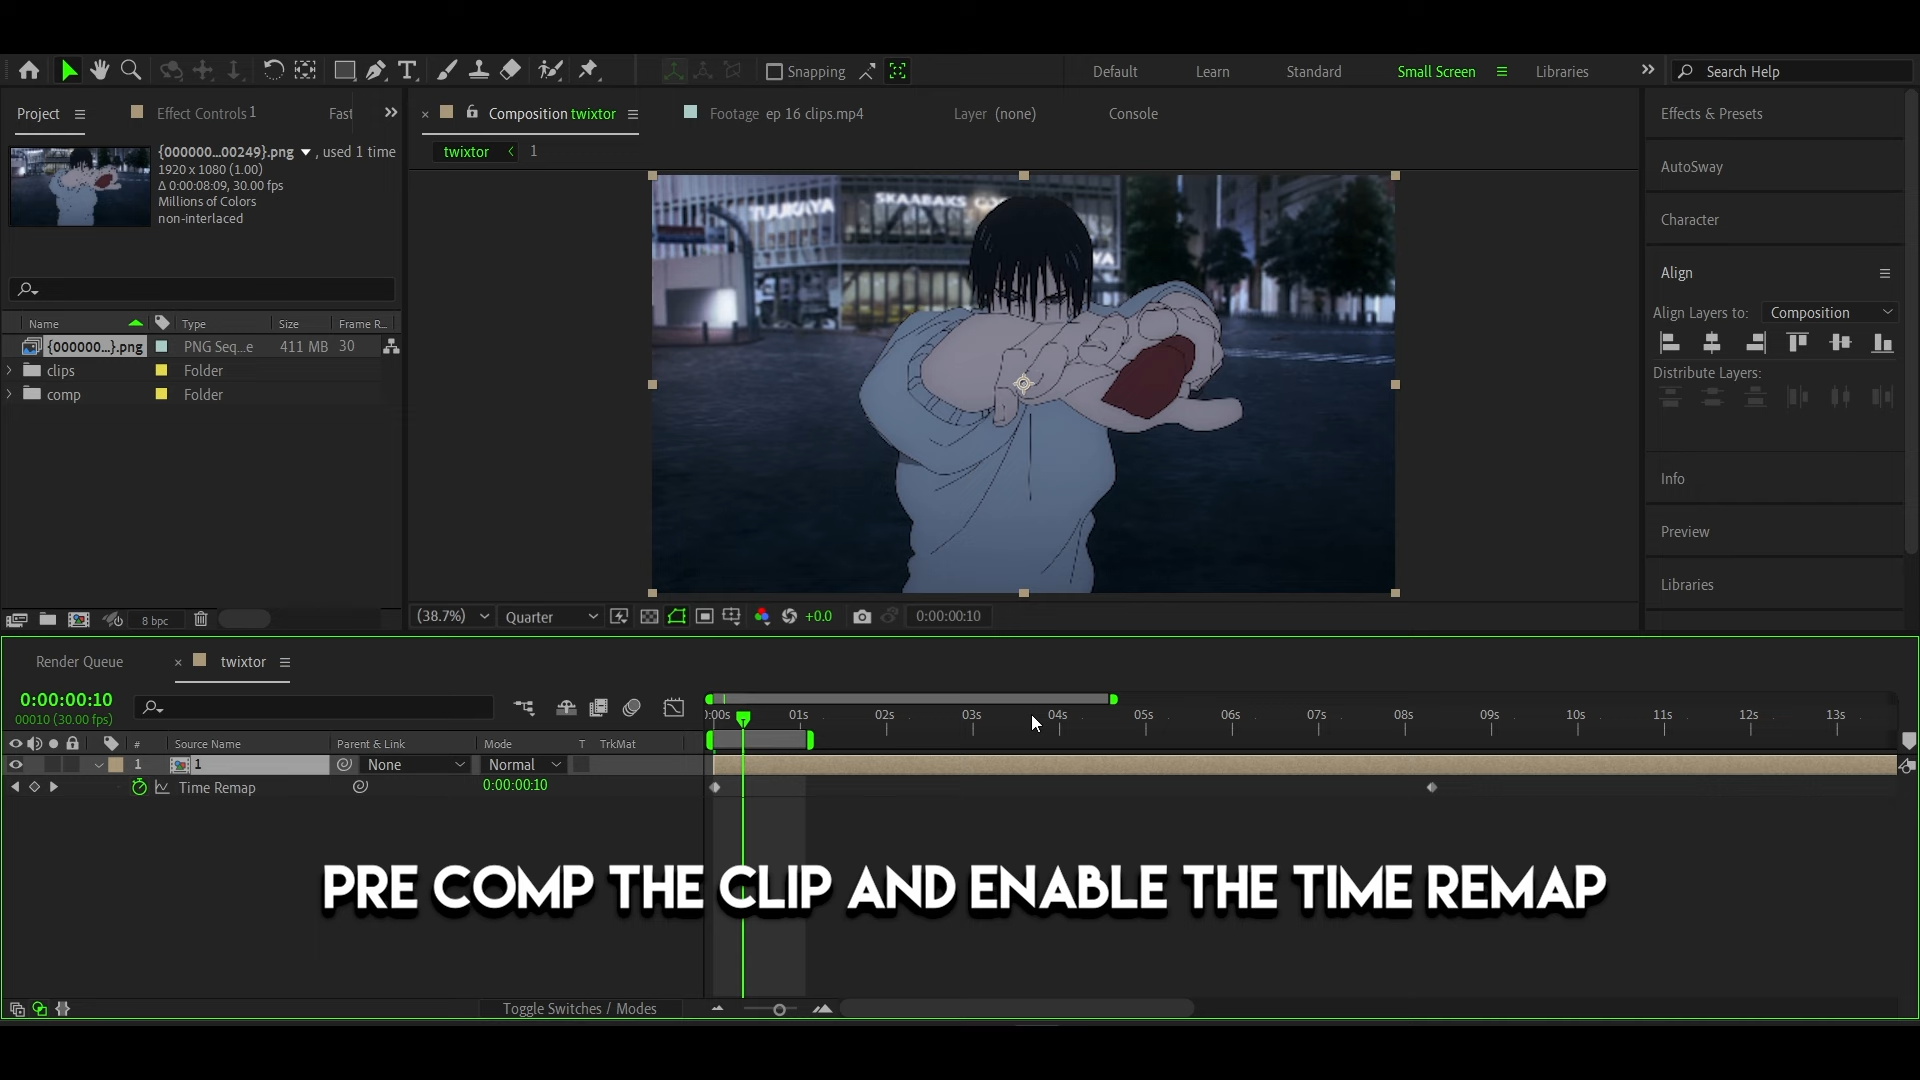 Snapping
Default
Learn
Standard
Small Screen
Libraries
Search Help
Project
Effect Controls 1
Fast
Composition twixtor
Footage ep 16 clips.mp4
Layer (none)
Console
Effects & Presets
twixtor
1
{000000...00249}.png , used 1 time
1920 x 1080 (1.00)
Δ 0:00:08:09, 30.00 fps
Millions of Colors
non-interlaced
TUUKAYA
SKAABAKS
AutoSway
Character
Align
Align Layers to:
Composition
Distribute Layers:
Info
Preview
Libraries
Name
Type
Size
Frame R...
{000000...}.png
PNG Seq...e
411 MB
30
clips
Folder
comp
Folder
8 bpc
(38.7%)
Quarter
+0.0
0:00:00:10
Render Queue
twixtor
0:00:00:10
00010 (30.00 fps)
):00s
01s
02s
03s
04s
05s
06s
07s
08s
09s
10s
11s
12s
13s
#
Source Name
Parent & Link
Mode
T
TrkMat
1
1
None
Normal
Time Remap
0:00:00:10
PRE COMP THE CLIP AND ENABLE THE TIME REMAP
Toggle Switches / Modes